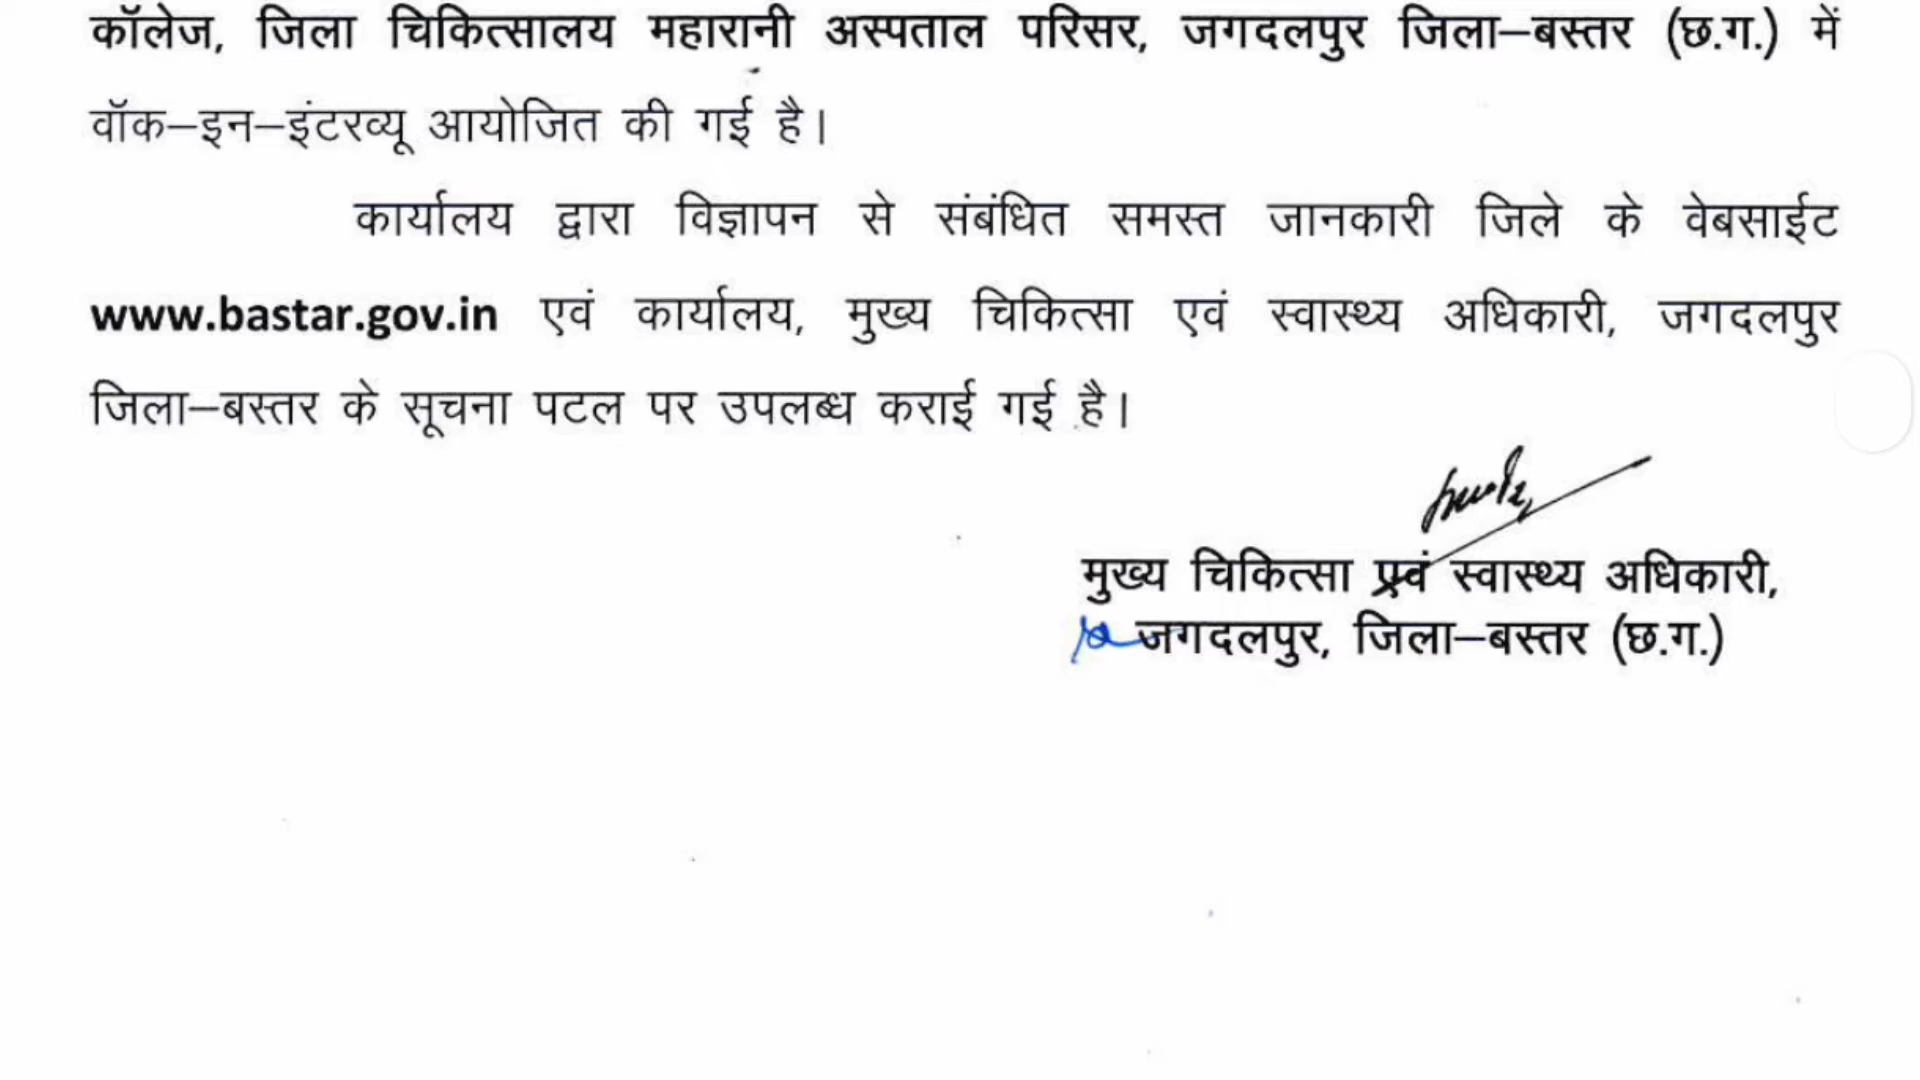 कॉलेज, जिला चिकित्सालय महारानी अस्पताल परिसर, जगदलपुर जिला–बस्तर (छ.ग.) में
वॉक–इन–इंटरव्यू आयोजित की गई है।
कार्यालय द्वारा विज्ञापन से संबंधित समस्त जानकारी जिले के वेबसाईट
www.bastar.gov.in एवं कार्यालय, मुख्य चिकित्सा एवं स्वास्थ्य अधिकारी, जगदलपुर
जिला–बस्तर के सूचना पटल पर उपलब्ध कराई गई है।
मुख्य चिकित्सा एवं स्वास्थ्य अधिकारी,
जगदलपुर, जिला–बस्तर (छ.ग.)